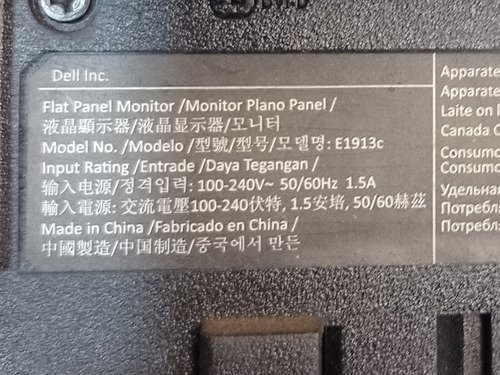 Dell Inc.
Flat Panel Monitor /Monitor Plano Panel /
液晶顯示器/液晶显示器/모니터
Model No. /Modelo /型號/型号/모델명: E1913c
Input Rating /Entrade /Daya Tegangan /
输入电源/정격입력: 100-240V~ 50/60Hz 1.5A
輸入電源: 交流電壓100-240伏特, 1.5安培, 50/60赫茲
Made in China /Fabricado en China /
中國製造/中国制造/중국에서 만든
Apparate
Apparate
Laite on l
Canada
Consumo
Consumo
Удельная
Потребл
Потребл